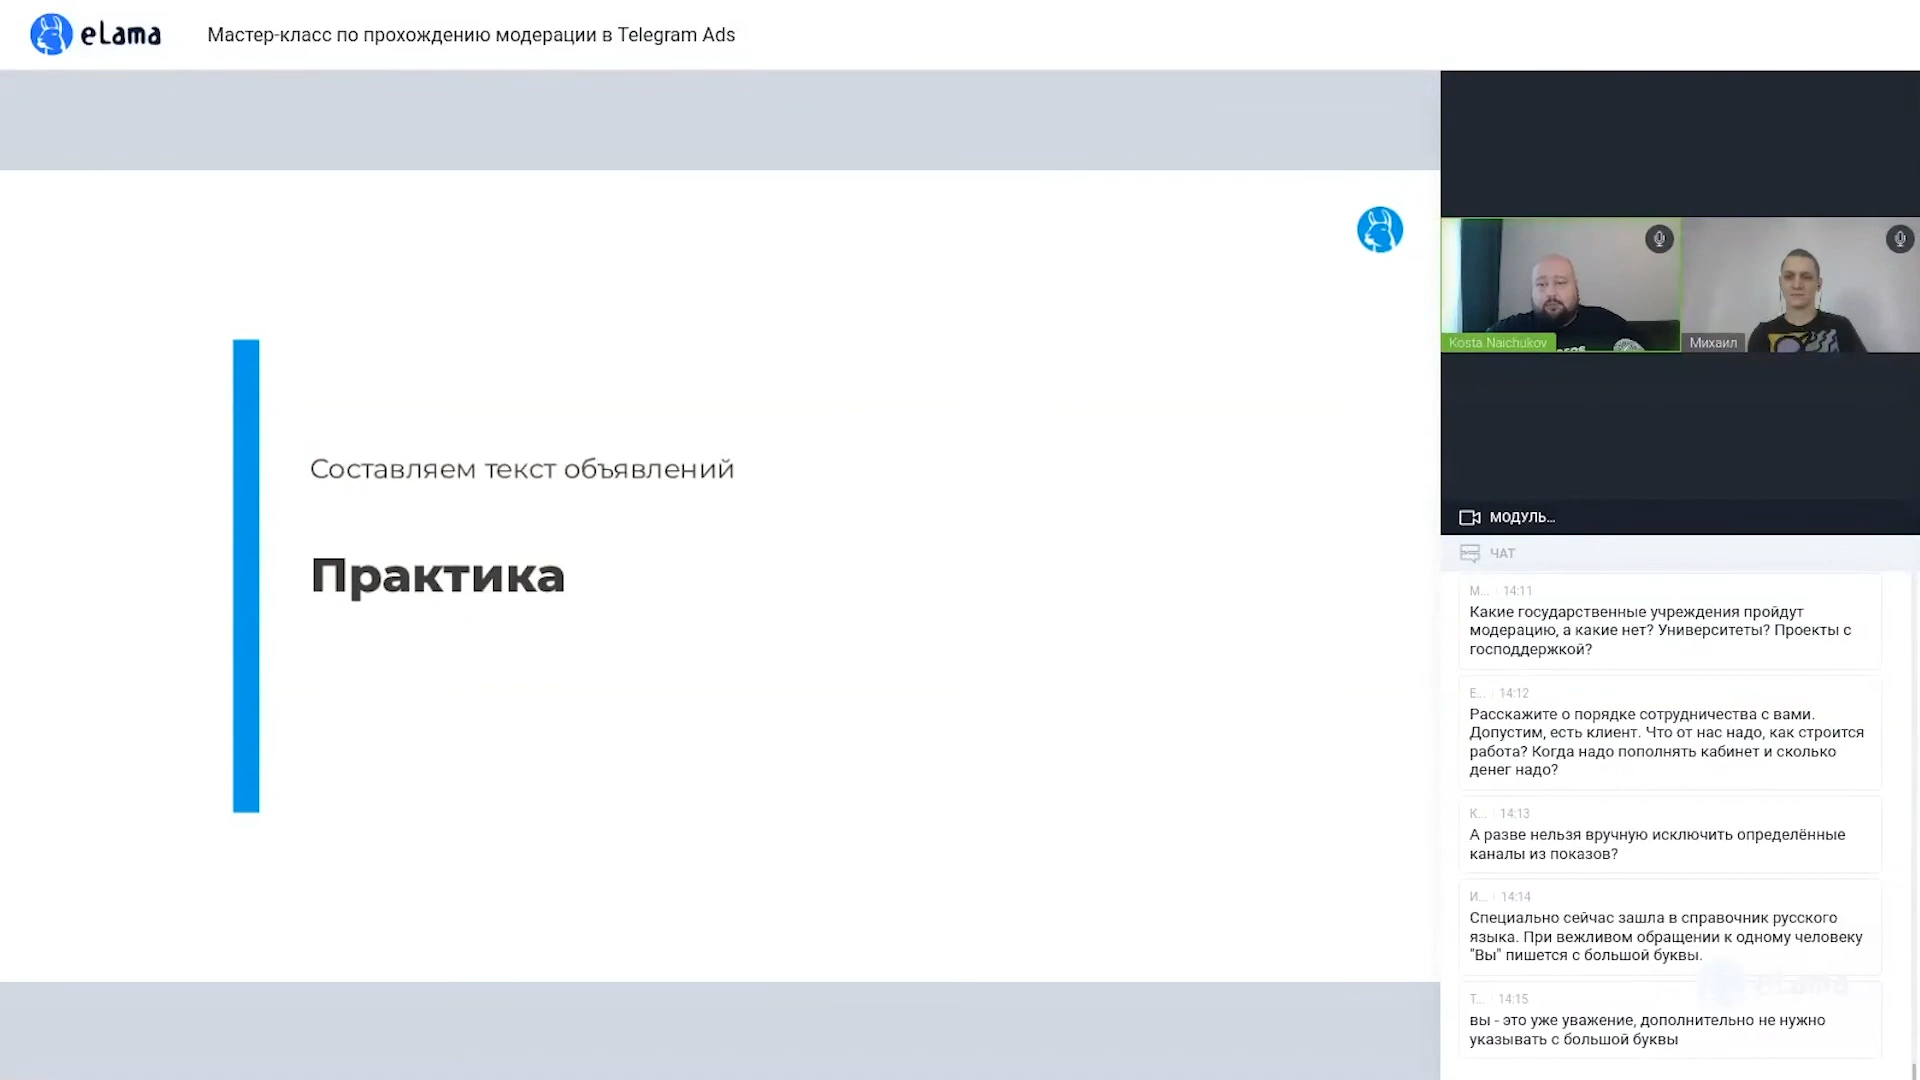 eLama
Мастер-класс по прохождению модерации в Telegram Ads
Составляем текст объявлений
Практика
Kosta Naichukov
Михаил
МОДУЛЬ...
ЧАТ
М... 14:11
Какие государственные учреждения пройдут
модерацию, а какие нет? Университеты? Проекты с
господдержкой?
Е... 14:12
Расскажите о порядке сотрудничества с вами.
Допустим, есть клиент. Что от нас надо, как строится
работа? Когда надо пополнять кабинет и сколько
денег надо?
К... 14:13
А разве нельзя вручную исключить определённые
каналы из показов?
И... 14:14
Специально сейчас зашла в справочник русского
языка. При вежливом обращении к одному человеку
"Вы" пишется с большой буквы.
eLama
Т... 14:15
вы - это уже уважение, дополнительно не нужно
указывать с большой буквы